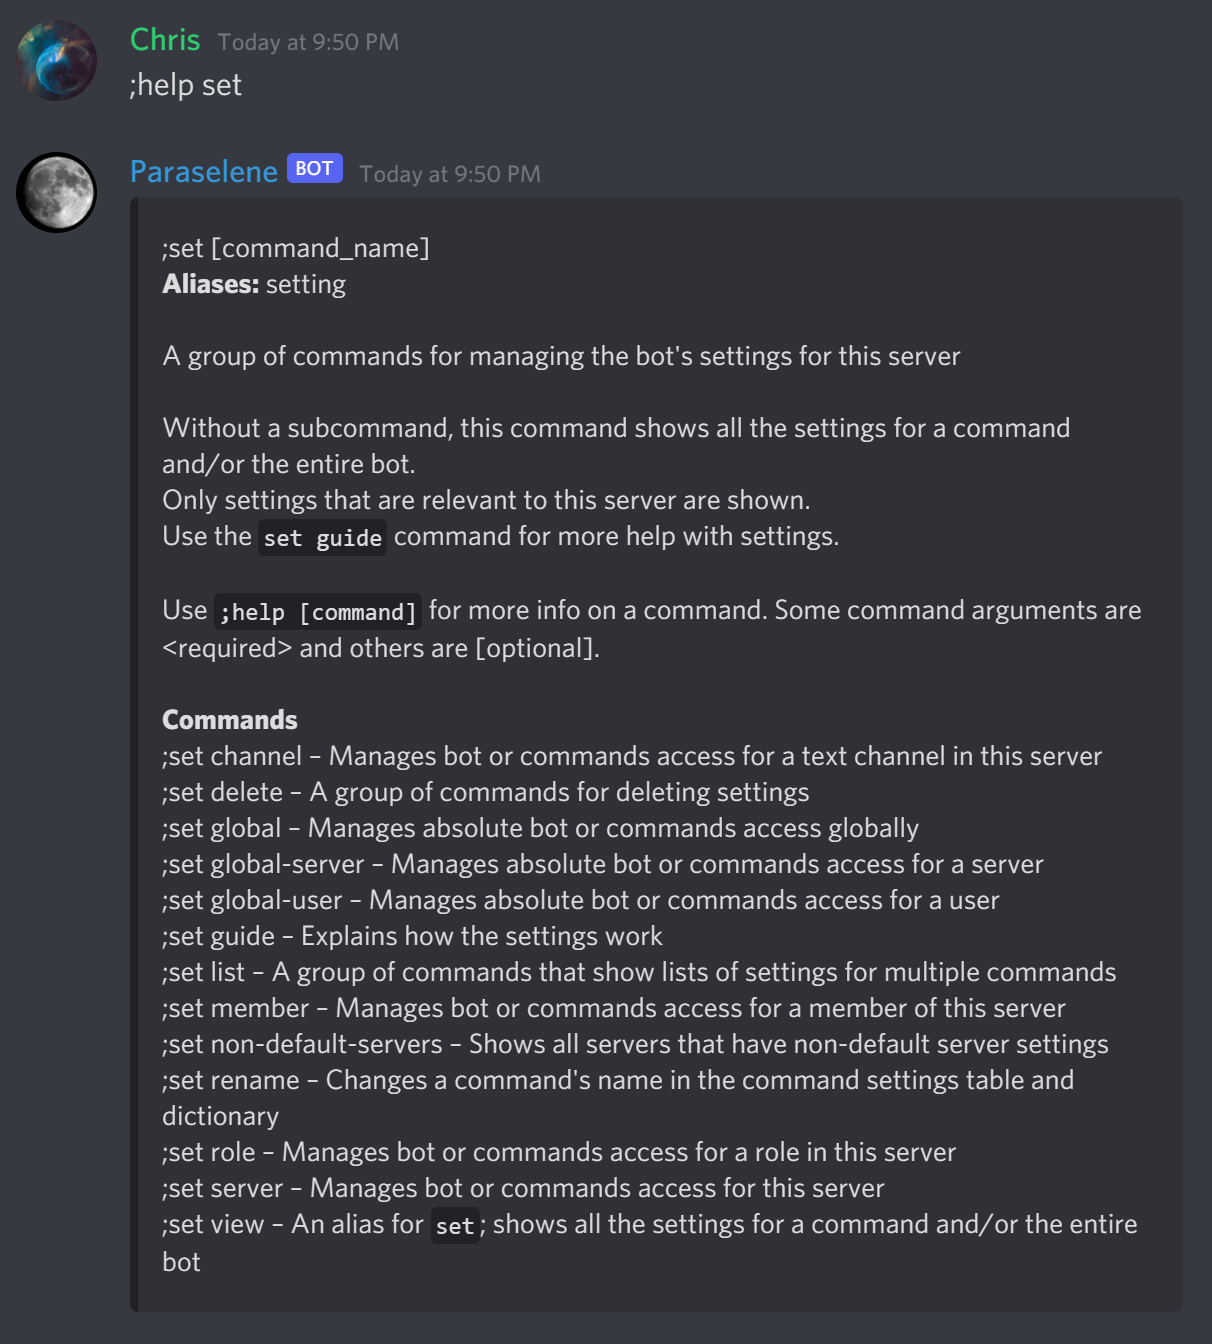 Chris Today at 9:50 PM
;help set
Paraselene BOT Today at 9:50 PM
;set [command_name]
Aliases: setting
A group of commands for managing the bot's settings for this server
Without a subcommand, this command shows all the settings for a command
and/or the entire bot.
Only settings that are relevant to this server are shown.
Use the set guide command for more help with settings.
Use ;help [command] for more info on a command. Some command arguments are
<required> and others are [optional].
Commands
;set channel – Manages bot or commands access for a text channel in this server
;set delete – A group of commands for deleting settings
;set global – Manages absolute bot or commands access globally
;set global-server – Manages absolute bot or commands access for a server
;set global-user – Manages absolute bot or commands access for a user
;set guide – Explains how the settings work
;set list – A group of commands that show lists of settings for multiple commands
;set member – Manages bot or commands access for a member of this server
;set non-default-servers – Shows all servers that have non-default server settings
;set rename – Changes a command's name in the command settings table and
dictionary
;set role – Manages bot or commands access for a role in this server
;set server – Manages bot or commands access for this server
;set view – An alias for set; shows all the settings for a command and/or the entire
bot